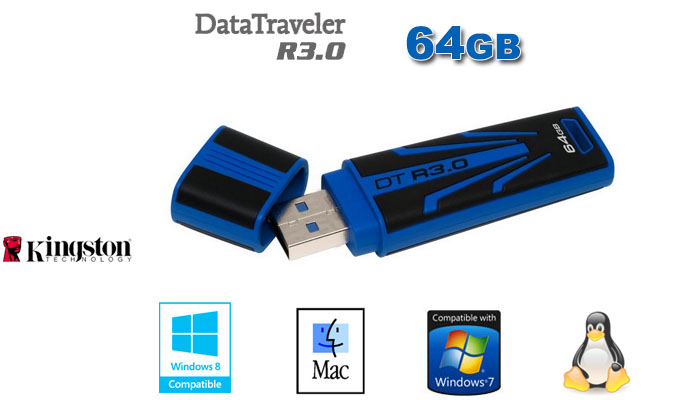 DataTraveler
R3.0
64GB
64GB
DT R3.0
Kingston
TECHNOLOGY
Windows 8
Compatible
Mac
Compatible with
Windows®7